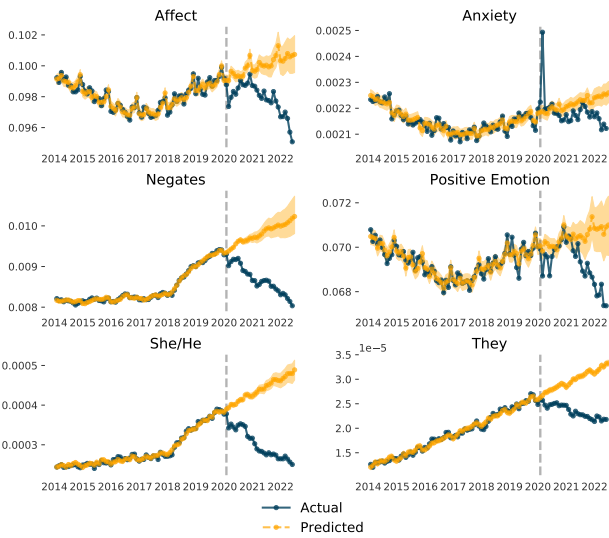 Affect
Anxiety
0.102
0.100
0.098
0.096
2014 2015 2016 2017 2018 2019 2020 2021 2022
0.0025
0.0024
0.0023
0.0022
0.0021
2014 2015 2016 2017 2018 2019 2020 2021 2022
Negates
Positive Emotion
0.010
0.009
0.008
2014 2015 2016 2017 2018 2019 2020 2021 2022
0.072
0.070
0.068
2014 2015 2016 2017 2018 2019 2020 2021 2022
She/He
They
0.0005
0.0004
0.0003
2014 2015 2016 2017 2018 2019 2020 2021 2022
1e−5
3.5
3.0
2.5
2.0
1.5
2014 2015 2016 2017 2018 2019 2020 2021 2022
Actual
Predicted